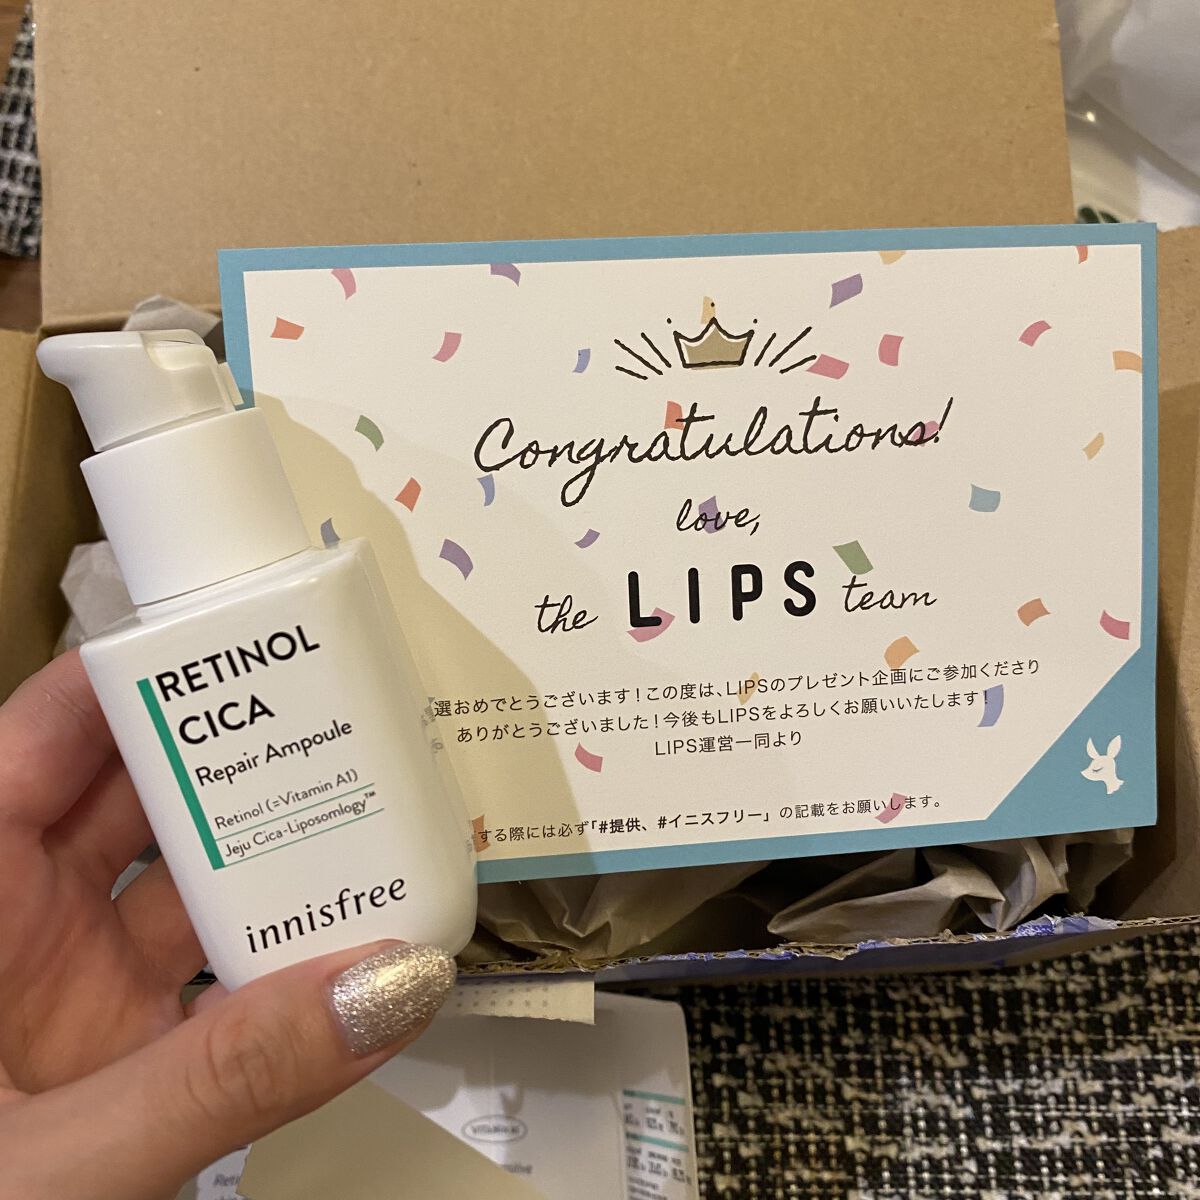 RETINOL
CICA
Repair Ampoule
Retinol (=Vitamin A1)
Jeju Cica-Liposomlogy™
innisfree
Congratulations!
love,
the LIPS team
選おめでとうございます！この度は、LIPSのプレゼント企画にご参加くださり
ありがとうございました！今後もLIPSをよろしくお願いいたします！
LIPS運営一同より
する際には必ず「#提供、#イニスフリー」の記載をお願いします。